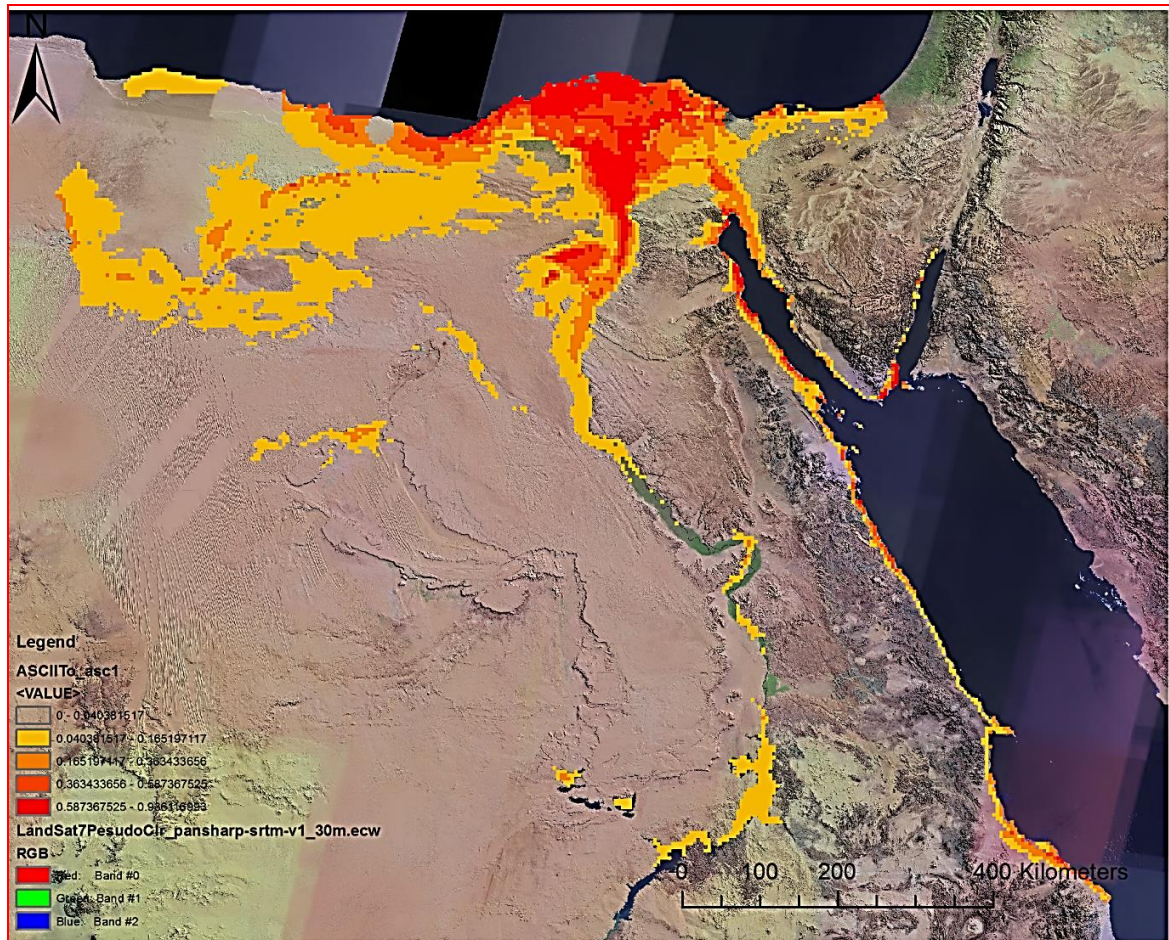 N
Legend
ASCIITo_asc1
<VALUE>
0 - 0.040381517
0.040381517 - 0.165197117
0.165197117 - 0.363433656
0.363433656 - 0.587367525
0.587367525 - 0.936116993
LandSat7PesudoClr_pansharp-srtm-v1_30m.ecw
RGB
Red: Band #0
Green: Band #1
Blue: Band #2
0 100 200 400 Kilometers